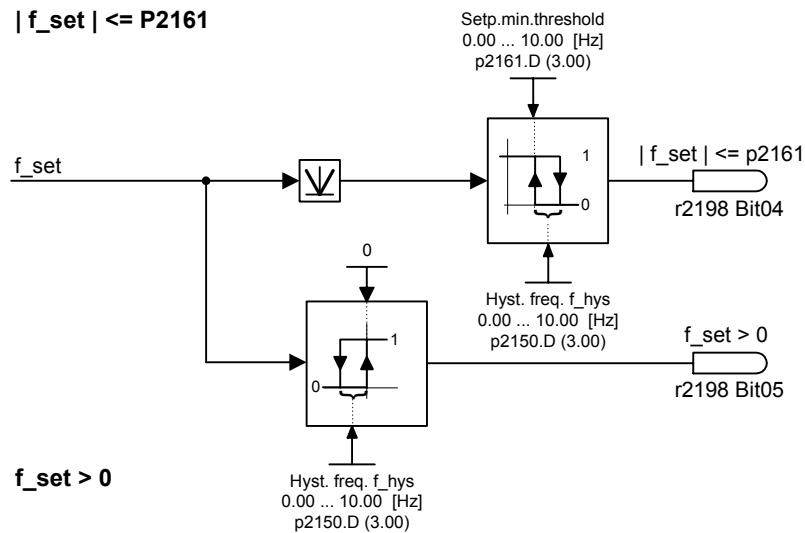 | f_set | <= P2161
Setp.min.threshold
0.00 ... 10.00 [Hz]
p2161.D (3.00)
f_set
1
0
| f_set | <= p2161
r2198 Bit04
Hyst. freq. f_hys
0.00 ... 10.00 [Hz]
p2150.D (3.00)
0
1
0
f_set > 0
r2198 Bit05
f_set > 0
Hyst. freq. f_hys
0.00 ... 10.00 [Hz]
p2150.D (3.00)